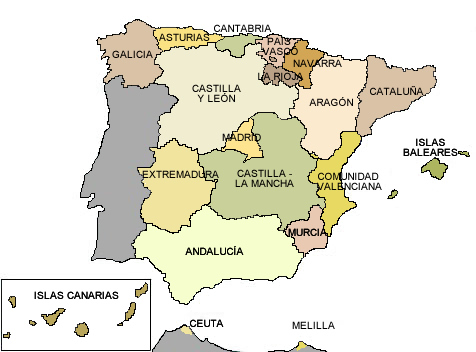 CANTABRIA
ASTURIAS
PAÍS
VASCO
GALICIA
NAVARRA
LA RIOJA
CASTILLA
Y LEÓN
CATALUÑA
ARAGÓN
MADRID
ISLAS
BALEARES
EXTREMADURA
CASTILLA -
LA MANCHA
COMUNIDAD
VALENCIANA
MURCIA
ANDALUCÍA
ISLAS CANARIAS
CEUTA
MELILLA